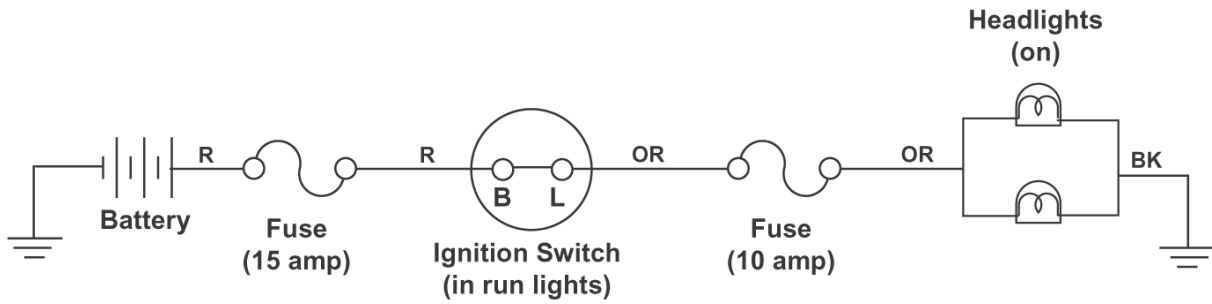 Headlights
(on)
R
R
OR
OR
BK
B
L
Battery
Fuse
(15 amp)
Ignition Switch
(in run lights)
Fuse
(10 amp)